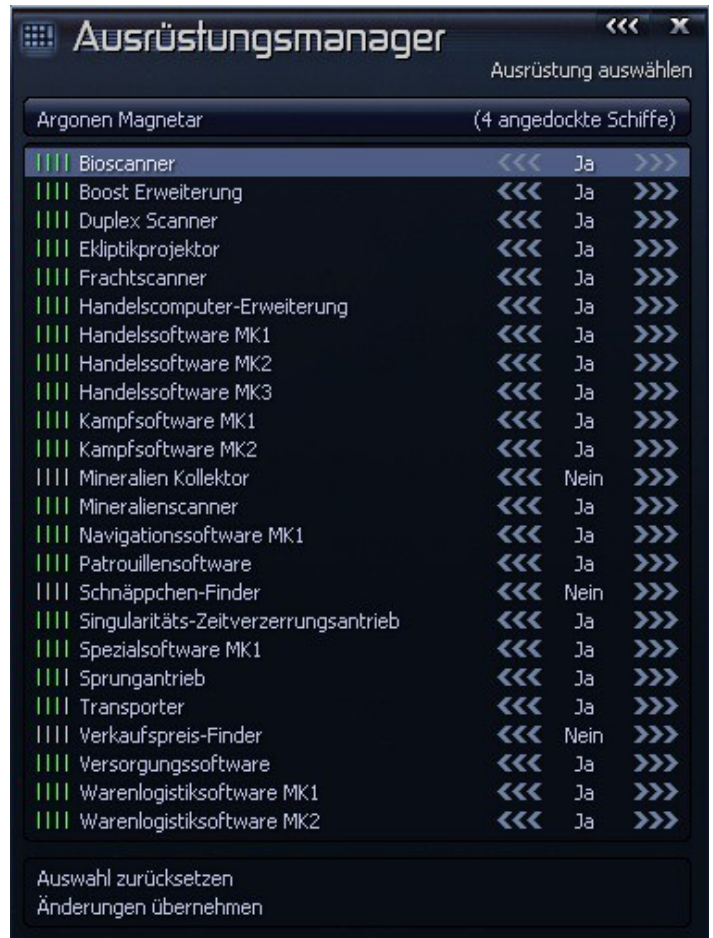 Ausrüstungsmanager
<<< X
Ausrüstung auswählen
Argonen Magnetar (4 angedockte Schiffe)
Bioscanner <<< Ja >>>
Boost Erweiterung <<< Ja >>>
Duplex Scanner <<< Ja >>>
Ekliptikprojektor <<< Ja >>>
Frachtscanner <<< Ja >>>
Handelscomputer-Erweiterung <<< Ja >>>
Handelssoftware MK1 <<< Ja >>>
Handelssoftware MK2 <<< Ja >>>
Handelssoftware MK3 <<< Ja >>>
Kampfsoftware MK1 <<< Ja >>>
Kampfsoftware MK2 <<< Ja >>>
Mineralien Kollektor <<< Nein >>>
Mineralienscanner <<< Ja >>>
Navigationssoftware MK1 <<< Ja >>>
Patrouillensoftware <<< Ja >>>
Schnäppchen-Finder <<< Nein >>>
Singularitäts-Zeitverzerrungsantrieb <<< Ja >>>
Spezialsoftware MK1 <<< Ja >>>
Sprungantrieb <<< Ja >>>
Transporter <<< Ja >>>
Verkaufspreis-Finder <<< Nein >>>
Versorgungssoftware <<< Ja >>>
Warenlogistiksoftware MK1 <<< Ja >>>
Warenlogistiksoftware MK2 <<< Ja >>>
Auswahl zurücksetzen
Änderungen übernehmen